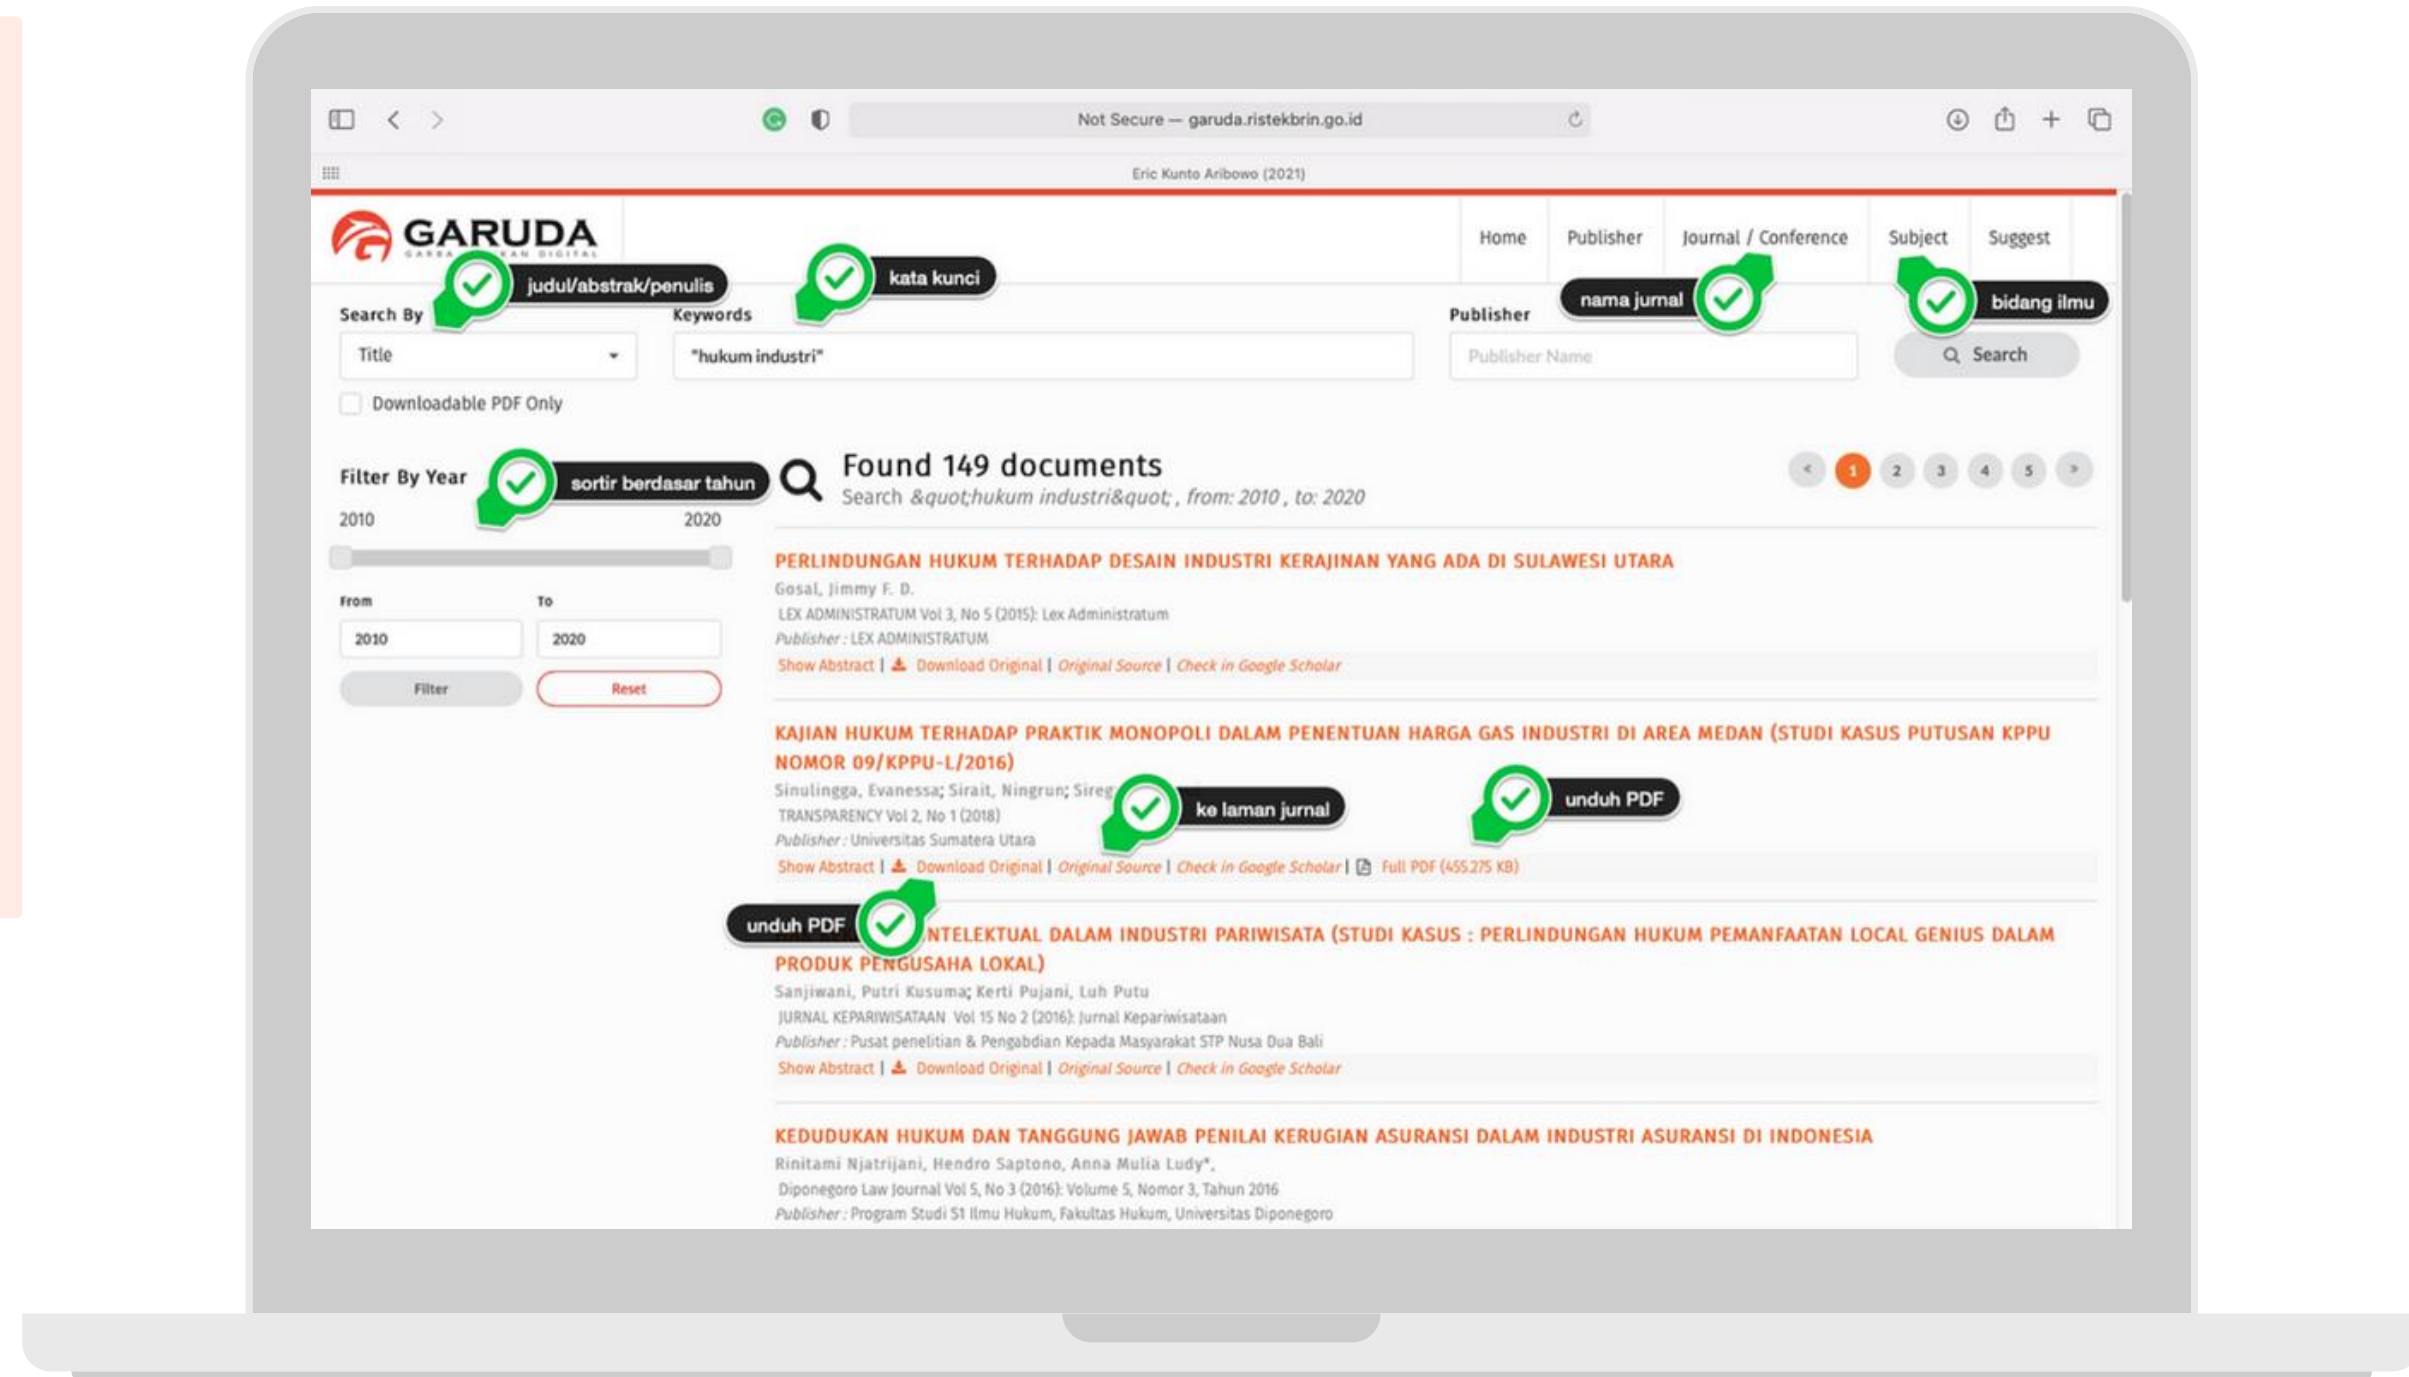 Not Secure — garuda.ristekbrin.go.id
Eric Kunto Aribowo (2021)
GARUDA
Home Publisher Journal / Conference Subject Suggest
judul/abstrak/penulis
kata kunci
nama jurnal
bidang ilmu
Search By
Keywords
Publisher
Title
"hukum industri"
Publisher Name
Search
Downloadable PDF Only
Filter By Year
sortir berdasar tahun
2010 2020
From To
2010 2020
Filter Reset
Found 149 documents
Search &quot;hukum industri&quot; , from: 2010 , to: 2020
< 1 2 3 4 5 >
PERLINDUNGAN HUKUM TERHADAP DESAIN INDUSTRI KERAJINAN YANG ADA DI SULAWESI UTARA
Gosal, Jimmy F. D.
LEX ADMINISTRATUM Vol 3, No 5 (2015): Lex Administratum
Publisher : LEX ADMINISTRATUM
Show Abstract | Download Original | Original Source | Check in Google Scholar
KAJIAN HUKUM TERHADAP PRAKTIK MONOPOLI DALAM PENENTUAN HARGA GAS INDUSTRI DI AREA MEDAN (STUDI KASUS PUTUSAN KPPU
NOMOR 09/KPPU-L/2016)
Sinulingga, Evanessa; Sirait, Ningrun;
TRANSPARENCY Vol 2, No 1 (2018)
Publisher : Universitas Sumatera Utara
ke laman jurnal
unduh PDF
Show Abstract | Download Original | Original Source | Check in Google Scholar | Full PDF (455.275 KB)
unduh PDF
NTELEKTUAL DALAM INDUSTRI PARIWISATA (STUDI KASUS : PERLINDUNGAN HUKUM PEMANFAATAN LOCAL GENIUS DALAM
PRODUK PENGUSAHA LOKAL)
Sanjiwani, Putri Kusuma; Kerti Pujani, Luh Putu
JURNAL KEPARIWISATAAN Vol 15 No 2 (2016): Jurnal Kepariwisataan
Publisher : Pusat penelitian & Pengabdian Kepada Masyarakat STP Nusa Dua Bali
Show Abstract | Download Original | Original Source | Check in Google Scholar
KEDUDUKAN HUKUM DAN TANGGUNG JAWAB PENILAI KERUGIAN ASURANSI DALAM INDUSTRI ASURANSI DI INDONESIA
Rinitami Njatrijani, Hendro Saptono, Anna Mulia Ludy*,
Diponegoro Law Journal Vol 5, No 3 (2016): Volume 5, Nomor 3, Tahun 2016
Publisher : Program Studi S1 Ilmu Hukum, Fakultas Hukum, Universitas Diponegoro